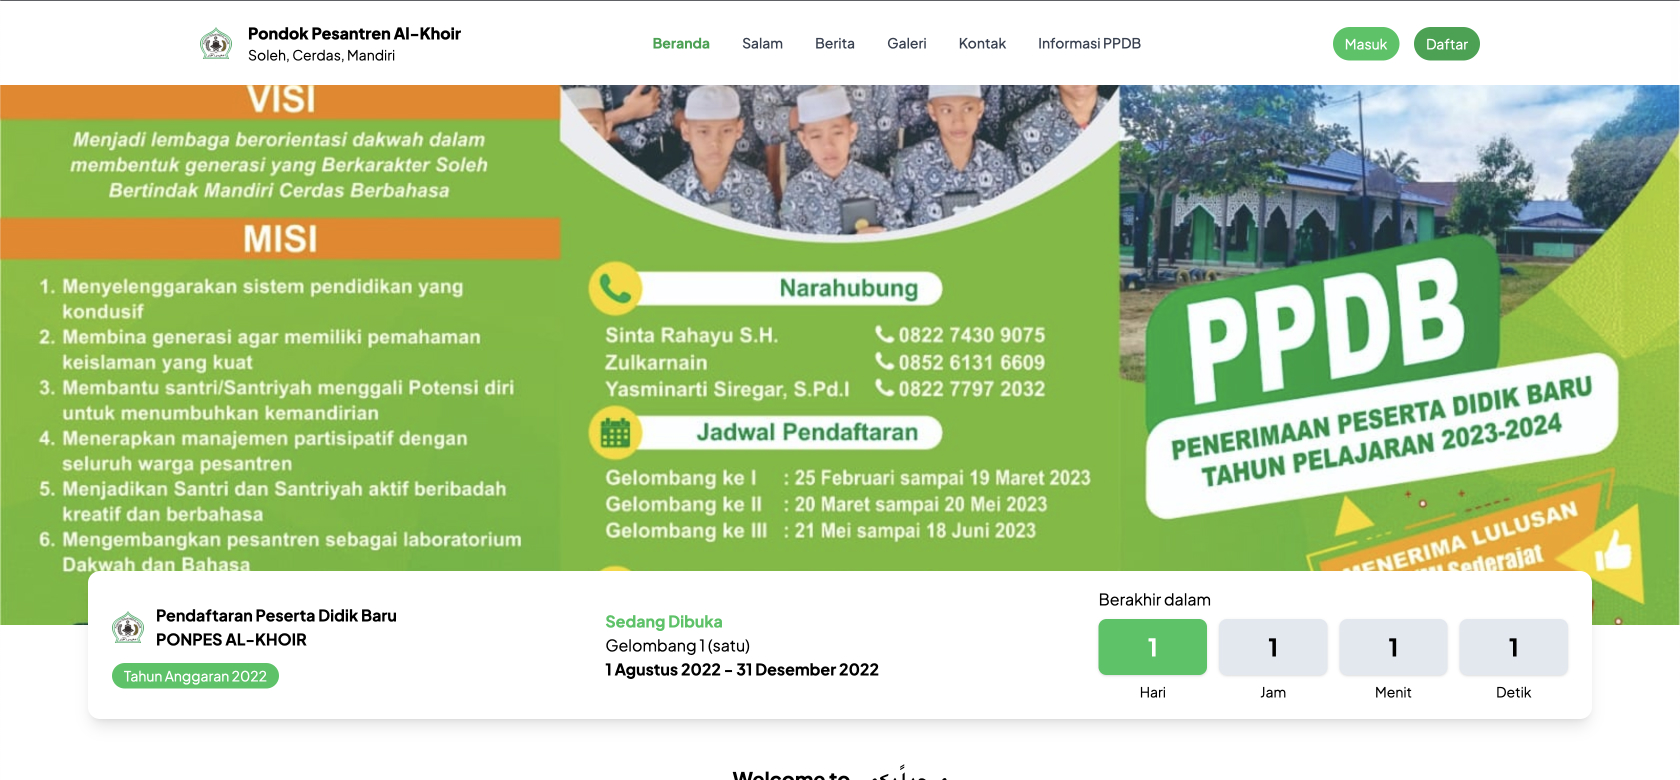 Pondok Pesantren Al-Khoir
Soleh, Cerdas, Mandiri
Beranda
Salam
Berita
Galeri
Kontak
Informasi PPDB
Masuk
Daftar
VISI
Menjadi lembaga berorientasi dakwah dalam
membentuk generasi yang Berkarakter Soleh
Bertindak Mandiri Cerdas Berbahasa
MISI
1. Menyelenggarakan sistem pendidikan yang
kondusif
2. Membina generasi agar memiliki pemahaman
keislaman yang kuat
3. Membantu santri/Santriyah menggali Potensi diri
untuk menumbuhkan kemandirian
4. Menerapkan manajemen partisipatif dengan
seluruh warga pesantren
5. Menjadikan Santri dan Santriyah aktif beribadah
kreatif dan berbahasa
6. Mengembangkan pesantren sebagai laboratorium
Dakwah dan Bahasa
Narahubung
Sinta Rahayu S.H. 0822 7430 9075
Zulkarnain 0852 6131 6609
Yasminarti Siregar, S.Pd.I 0822 7797 2032
Jadwal Pendaftaran
Gelombang ke I : 25 Februari sampai 19 Maret 2023
Gelombang ke II : 20 Maret sampai 20 Mei 2023
Gelombang ke III : 21 Mei sampai 18 Juni 2023
PPDB
PENERIMAAN PESERTA DIDIK BARU
TAHUN PELAJARAN 2023-2024
MENERIMA LULUSAN
Sederajat
Pendaftaran Peserta Didik Baru
PONPES AL-KHOIR
Tahun Anggaran 2022
Sedang Dibuka
Gelombang 1 (satu)
1 Agustus 2022 - 31 Desember 2022
Berakhir dalam
1 1 1 1
Hari Jam Menit Detik
Welcome to